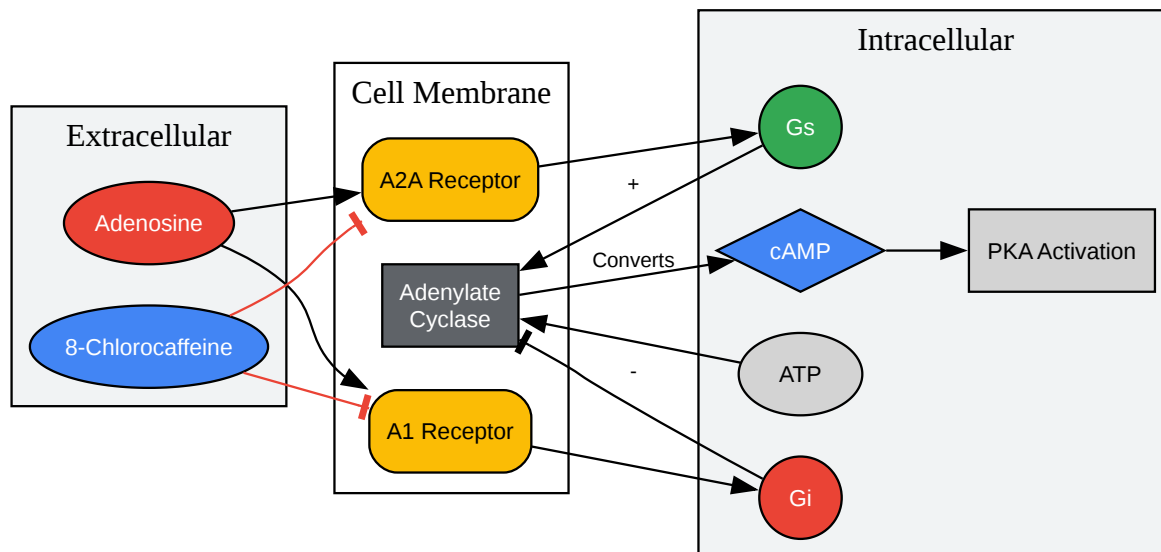 Extracellular
Adenosine
8-Chlorocaffeine
Cell Membrane
A2A Receptor
Adenylate
Cyclase
A1 Receptor
+
Converts
-
Intracellular
Gs
cAMP
PKA Activation
ATP
Gi